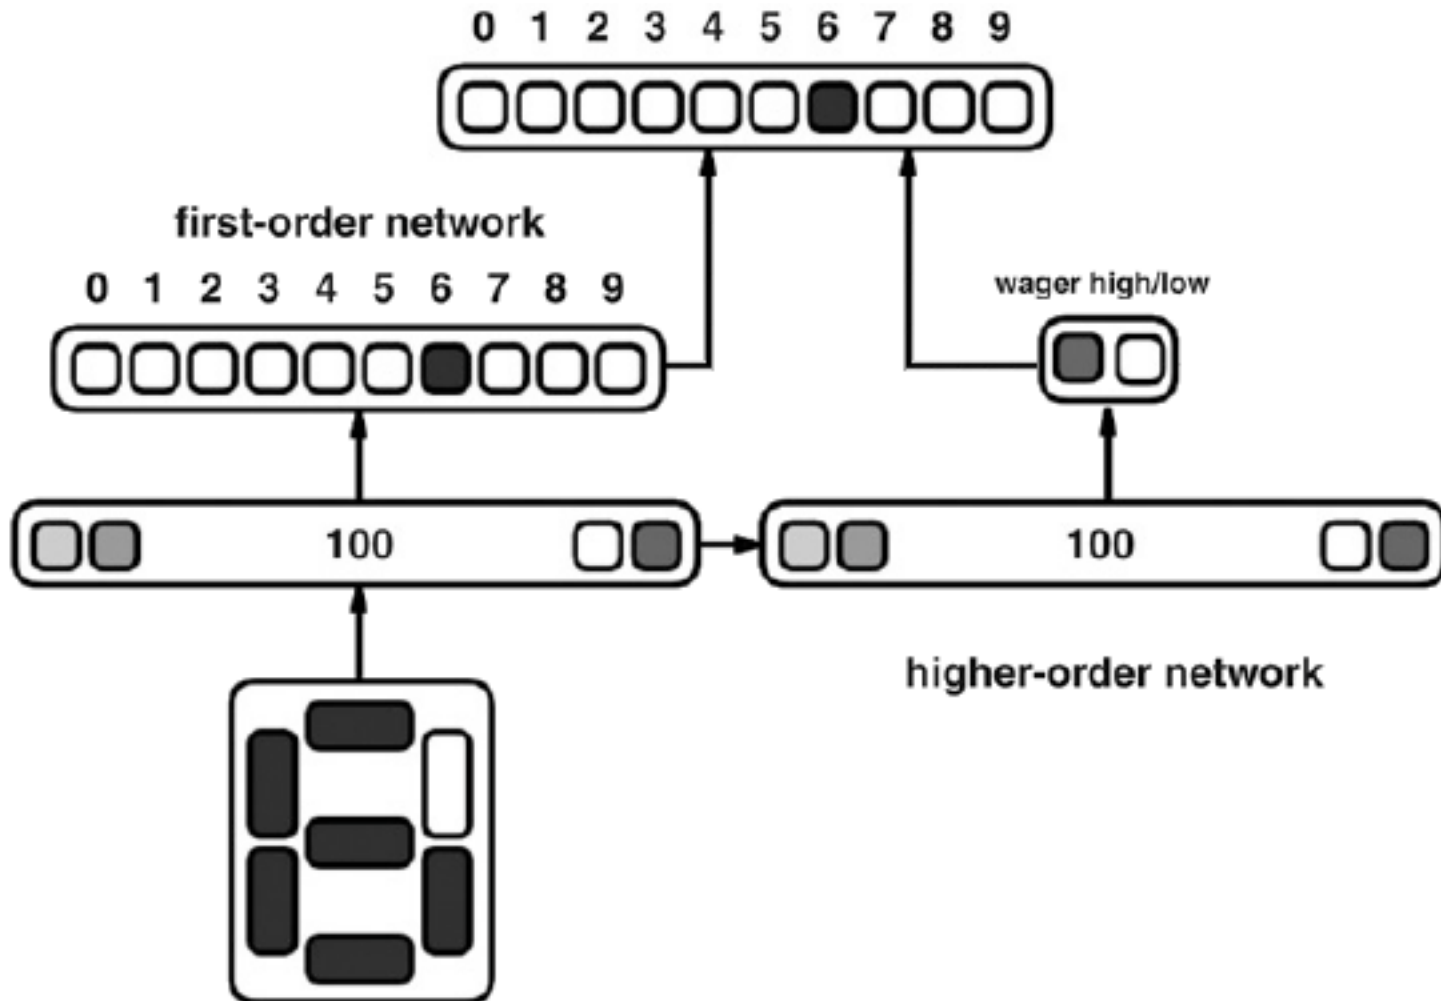 0 1 2 3 4 5 6 7 8 9
first-order network
0 1 2 3 4 5 6 7 8 9
wager high/low
100
100
higher-order network